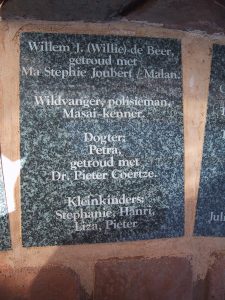 Willem J. (Willie) de Beer,
getroud met
Ma Stephie Joubert / Malan.
Wildvanger, polisieman,
Masai-kenner.
Dogter:
Petra,
getroud met
Dr. Pieter Coertze.
Kleinkinders:
Stephanie, Hanri,
Liza, Pieter